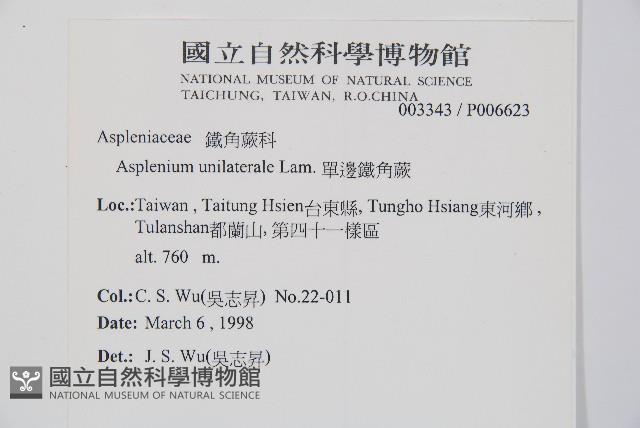 國立自然科學博物館
NATIONAL MUSEUM OF NATURAL SCIENCE
TAICHUNG, TAIWAN, R.O.CHINA
003343 / P006623
Aspleniaceae 鐵角蕨科
Asplenium unilaterale Lam. 單邊鐵角蕨
Loc.:Taiwan , Taitung Hsien台東縣, Tungho Hsiang東河鄉 ,
Tulanshan都蘭山, 第四十一樣區
alt. 760 m.
Col.: C. S. Wu(吳志昇) No.22-011
Date: March 6 , 1998
Det.: J. S. Wu(吳志昇)
國立自然科學博物館
NATIONAL MUSEUM OF NATURAL SCIENCE